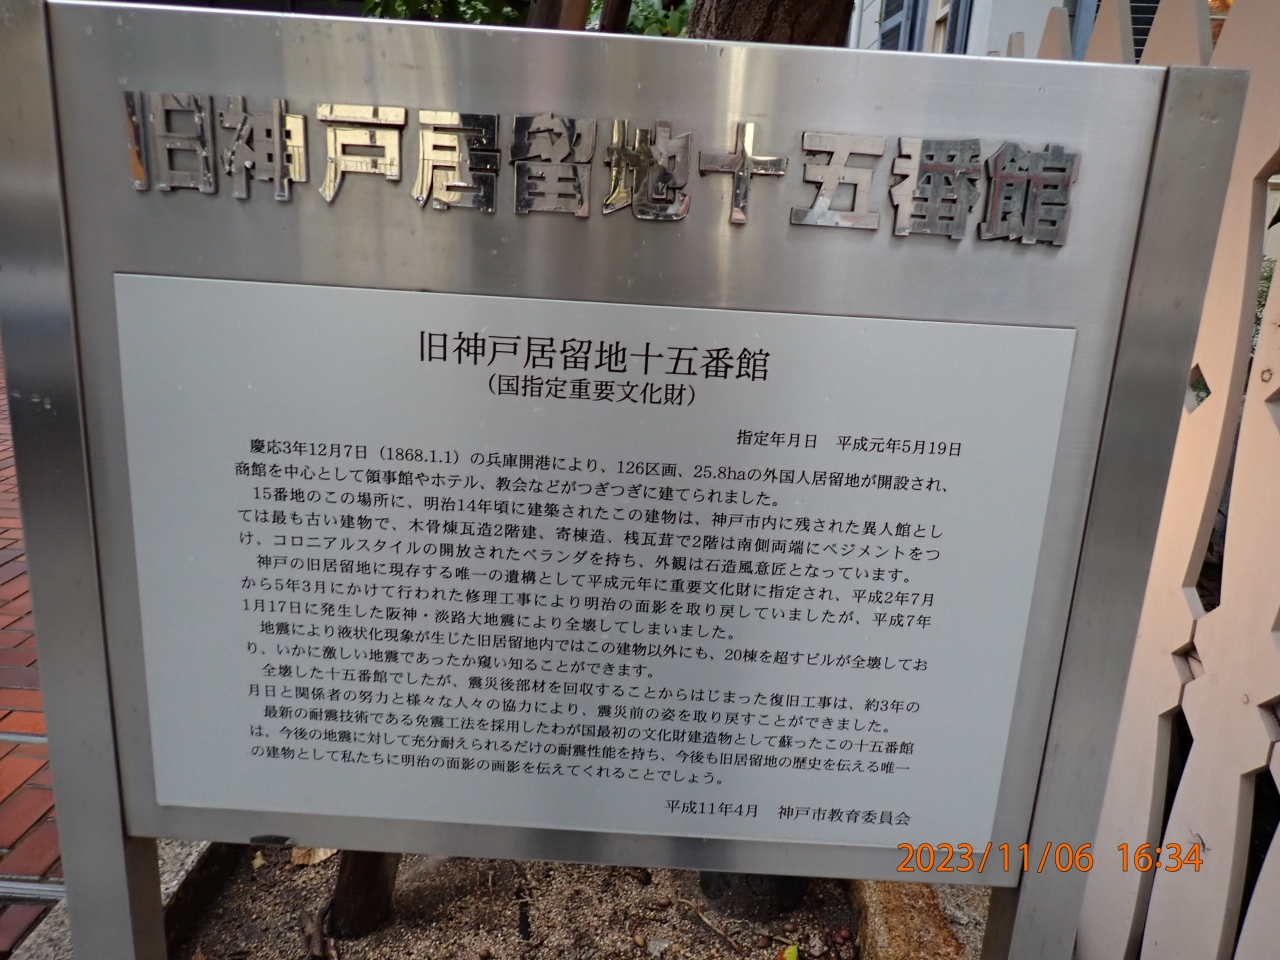 旧神戸居留地十五番館
旧神戸居留地十五番館
（国指定重要文化財）
指定年月日　平成元年5月19日
慶応3年12月7日（1868.1.1）の兵庫開港により、126区画、25.8haの外国人居留地が開設され、
商館を中心として領事館やホテル、教会などがつぎつぎに建てられました。
15番地のこの場所に、明治14年頃に建築されたこの建物は、神戸市内に残された異人館とし
ては最も古い建物で、木骨煉瓦造2階建、寄棟造、桟瓦葺で2階は南側両端にペジメントをつ
け、コロニアルスタイルの開放されたベランダを持ち、外観は石造風意匠となっています。
神戸の旧居留地に現存する唯一の遺構として平成元年に重要文化財に指定され、平成2年7月
から5年3月にかけて行われた修理工事により明治の面影を取り戻していましたが、平成7年
1月17日に発生した阪神・淡路大地震により全壊してしまいました。
地震により液状化現象が生じた旧居留地内ではこの建物以外にも、20棟を超すビルが全壊してお
り、いかに激しい地震であったか窺い知ることができます。
全壊した十五番館でしたが、震災後部材を回収することからはじまった復旧工事は、約3年の
月日と関係者の努力と様々な人々の協力により、震災前の姿を取り戻すことができました。
最新の耐震技術である免震工法を採用したわが国最初の文化財建造物として蘇ったこの十五番館
は、今後の地震に対して充分耐えられるだけの耐震性能を持ち、今後も旧居留地の歴史を伝える唯一
の建物として私たちに明治の面影の画影を伝えてくれることでしょう。
平成11年4月　神戸市教育委員会
2023/11/06 16:34